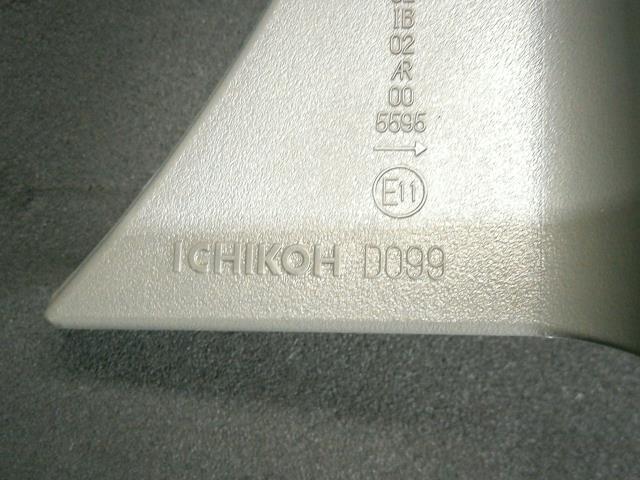 IB
02
AR
00
5595
→
E11
ICHIKOH D099